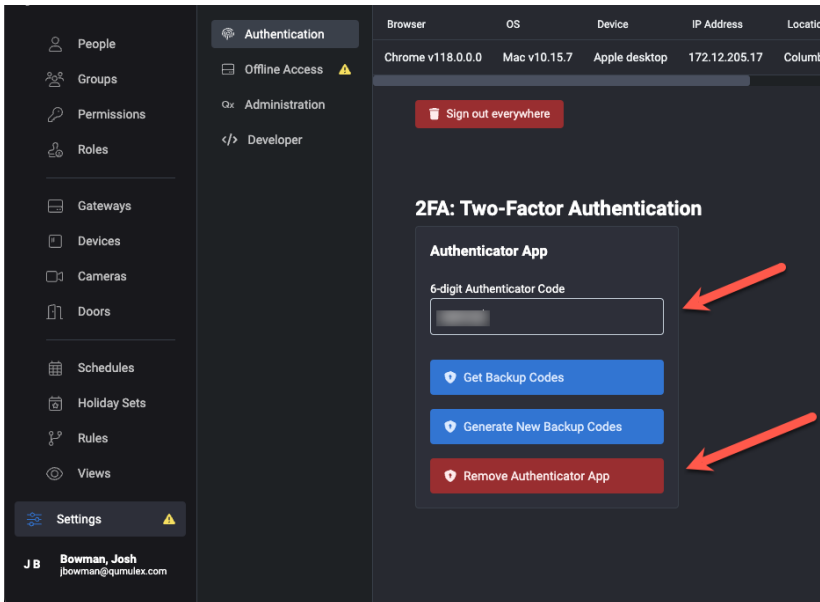 People
Groups
Permissions
Roles
Gateways
Devices
Cameras
Doors
Schedules
Holiday Sets
Rules
Views
Settings
J B
Bowman, Josh
jbowman@qumulex.com
Authentication
Offline Access
Qx Administration
</> Developer
Browser OS Device IP Address
Chrome v118.0.0.0 Mac v10.15.7 Apple desktop 172.12.205.17
Sign out everywhere
2FA: Two-Factor Authentication
Authenticator App
6-digit Authenticator Code
Get Backup Codes
Generate New Backup Codes
Remove Authenticator App